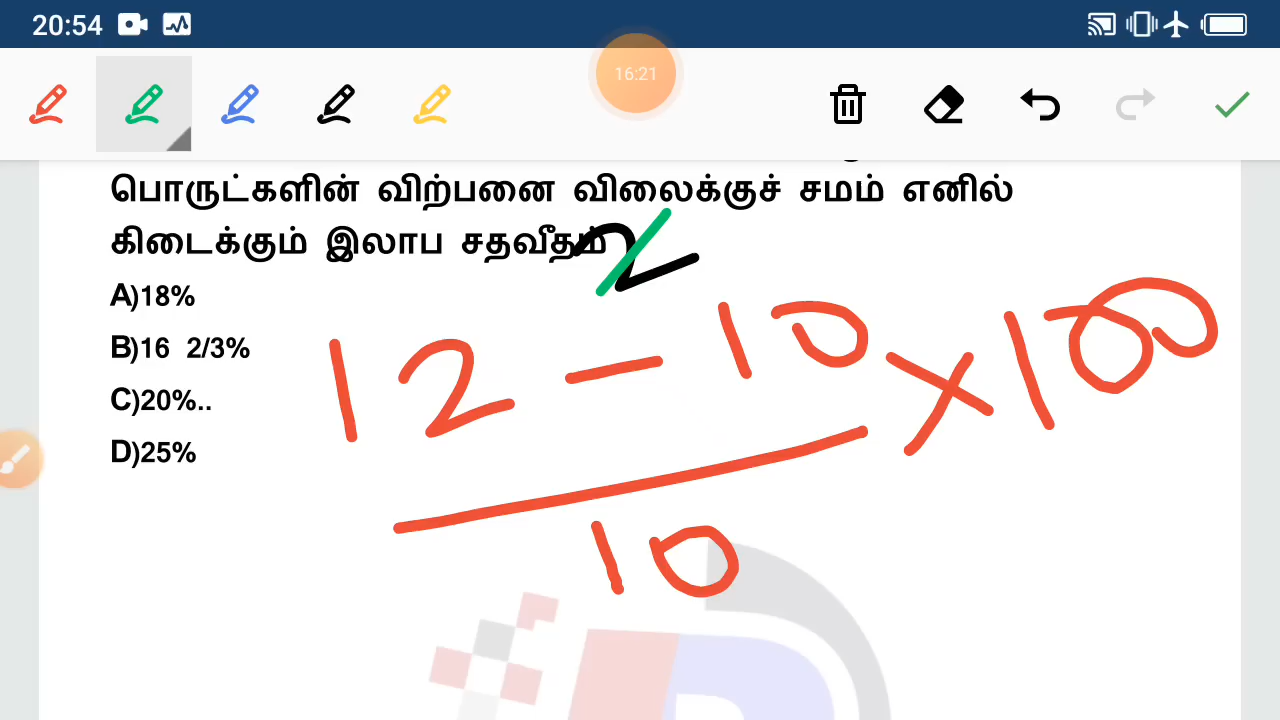 20:54
16:21
பொருட்களின் விற்பனை விலைக்குச் சமம் எனில்
கிடைக்கும் இலாப சதவீதம்
2
A)18%
B)16 2/3%
C)20%..
D)25%
12 - 10 × 100
10